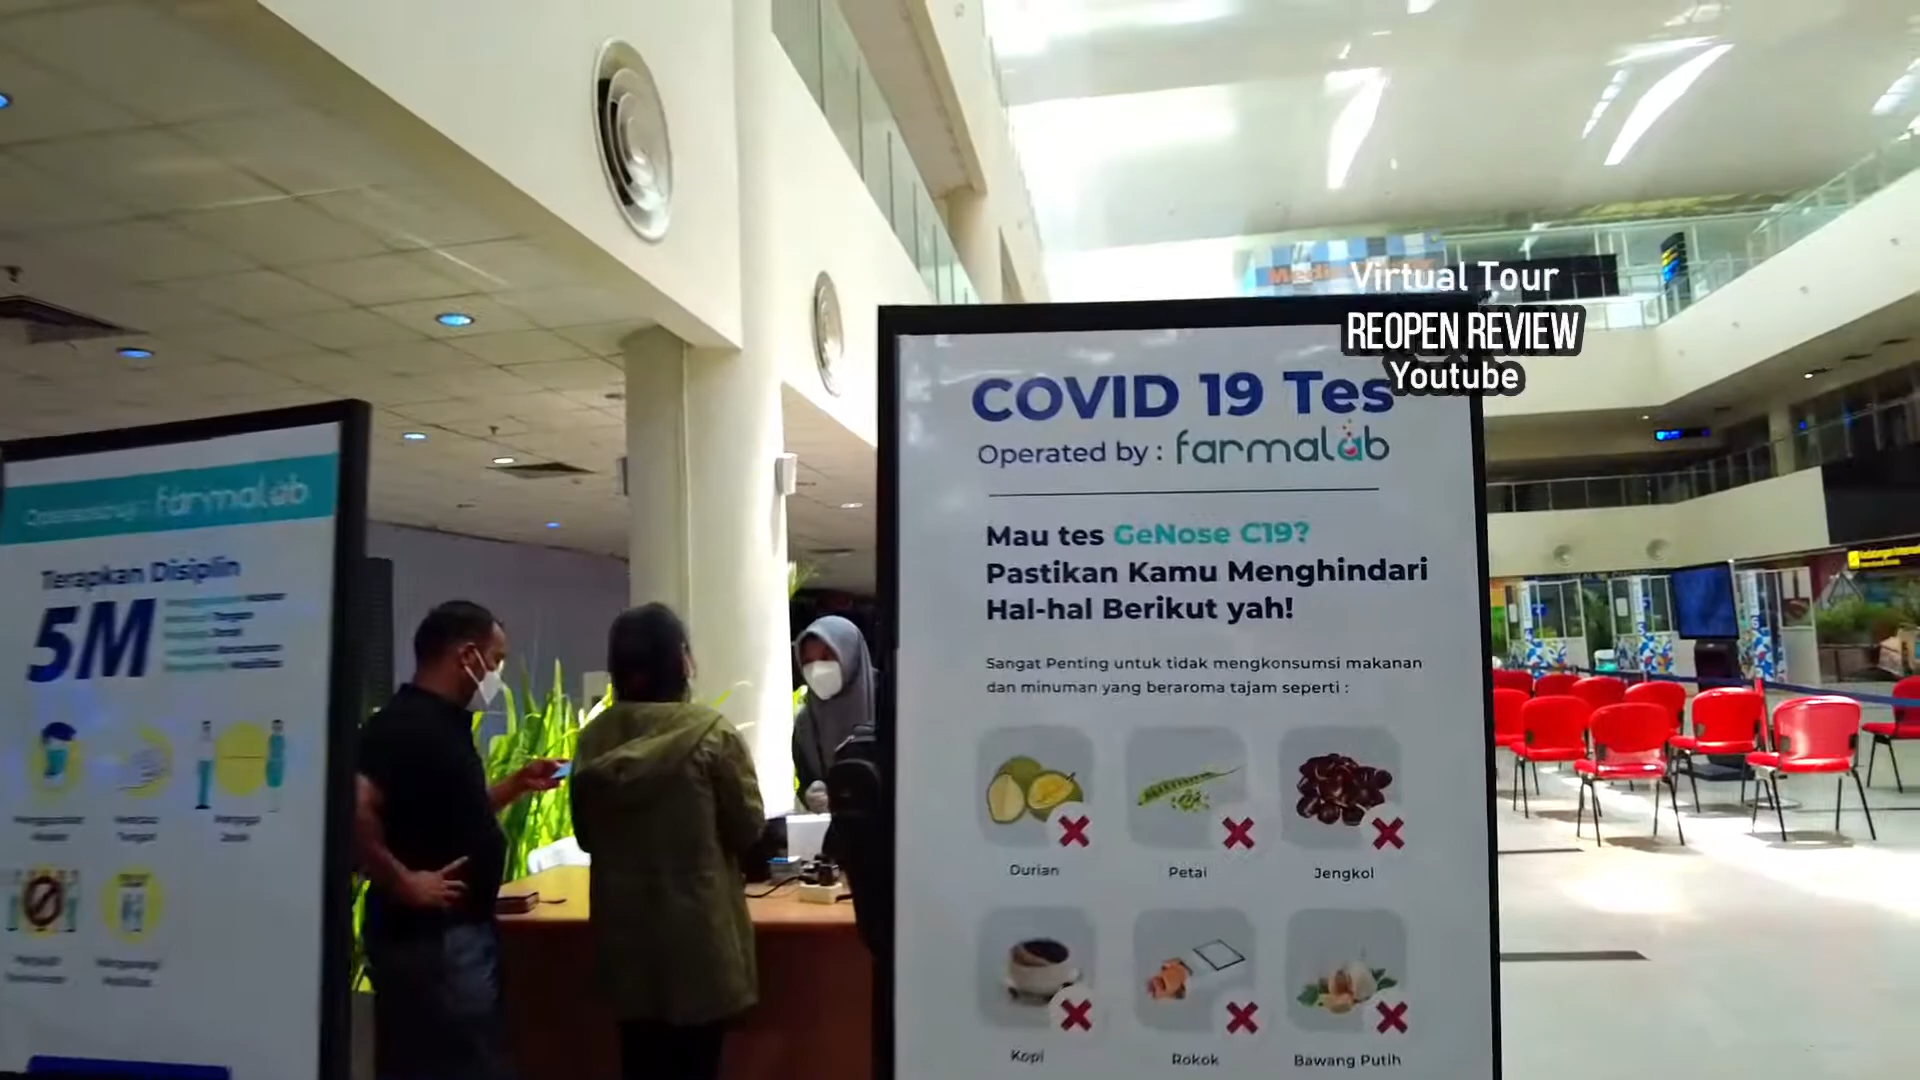 Virtual Tour
REOPEN REVIEW
Youtube
COVID 19 Tes
Operated by : farmalab
Mau tes GeNose C19?
Pastikan Kamu Menghindari
Hal-hal Berikut yah!
Sangat Penting untuk tidak mengkonsumsi makanan
dan minuman yang beraroma tajam seperti :
Durian
Petai
Jengkol
Kopi
Rokok
Bawang Putih
farmalab
Terapkan Disiplin
5M